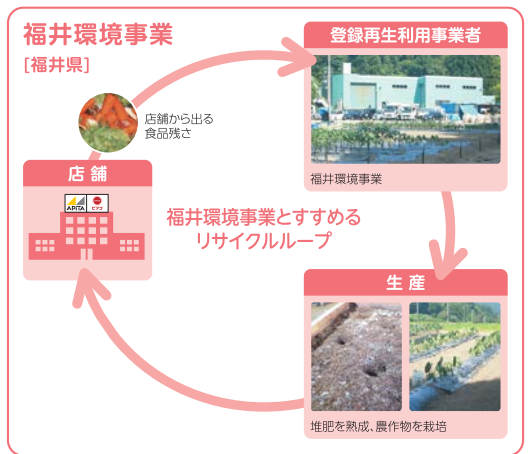 福井環境事業
[福井県]
登録再生利用事業者
店舗から出る
食品残さ
福井環境事業
店舗
APiTA
ピアゴ
福井環境事業とすすめる
リサイクルループ
生産
堆肥を熟成、農作物を栽培